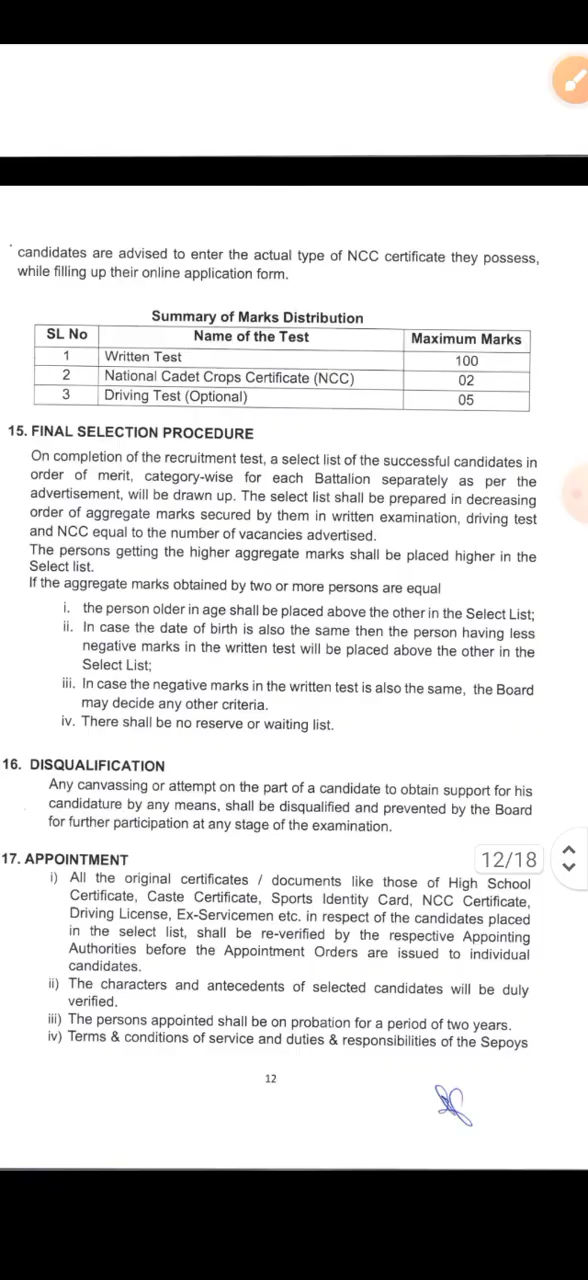 candidates are advised to enter the actual type of NCC certificate they possess,
while filling up their online application form.
Summary of Marks Distribution
SL No Name of the Test Maximum Marks
1 Written Test 100
2 National Cadet Crops Certificate (NCC) 02
3 Driving Test (Optional) 05
15. FINAL SELECTION PROCEDURE
On completion of the recruitment test, a select list of the successful candidates in
order of merit, category-wise for each Battalion separately as per the
advertisement, will be drawn up. The select list shall be prepared in decreasing
order of aggregate marks secured by them in written examination, driving test
and NCC equal to the number of vacancies advertised.
The persons getting the higher aggregate marks shall be placed higher in the
Select list.
If the aggregate marks obtained by two or more persons are equal
i. the person older in age shall be placed above the other in the Select List;
ii. In case the date of birth is also the same then the person having less
negative marks in the written test will be placed above the other in the
Select List;
iii. In case the negative marks in the written test is also the same, the Board
may decide any other criteria.
iv. There shall be no reserve or waiting list.
16. DISQUALIFICATION
Any canvassing or attempt on the part of a candidate to obtain support for his
candidature by any means, shall be disqualified and prevented by the Board
for further participation at any stage of the examination.
17. APPOINTMENT
12/18
i) All the original certificates / documents like those of High School
Certificate, Caste Certificate, Sports Identity Card, NCC Certificate,
Driving License, Ex-Servicemen etc. in respect of the candidates placed
in the select list, shall be re-verified by the respective Appointing
Authorities before the Appointment Orders are issued to individual
candidates.
ii) The characters and antecedents of selected candidates will be duly
verified.
iii) The persons appointed shall be on probation for a period of two years.
iv) Terms & conditions of service and duties & responsibilities of the Sepoys
12